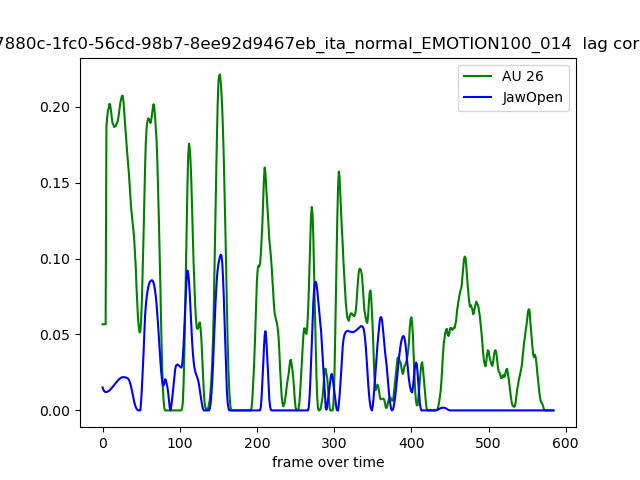 7880c-1fc0-56cd-98b7-8ee92d9467eb_ita_normal_EMOTION100_014 lag cor
AU 26
JawOpen
0.20
0.15
0.10
0.05
0.00
0 100 200 300 400 500 600
frame over time